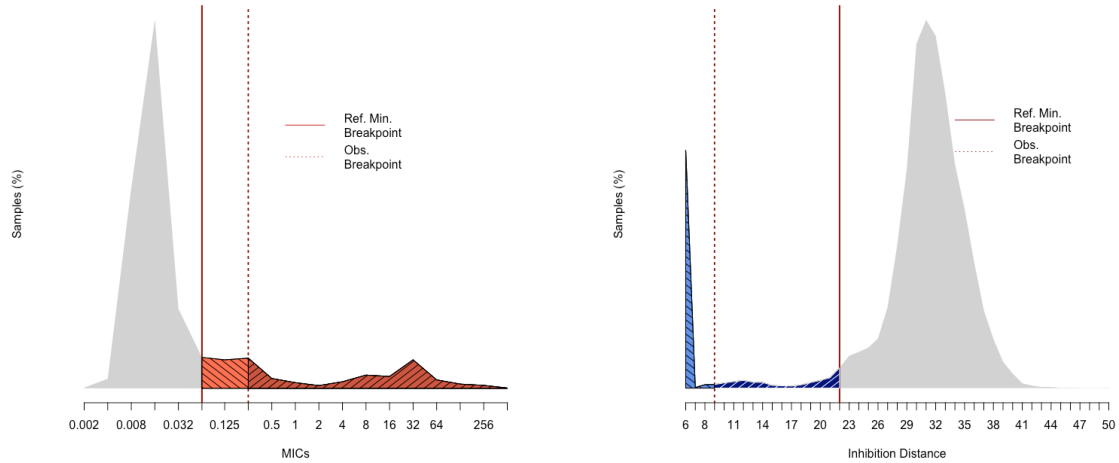 Samples (%)
Ref. Min.
Breakpoint
Obs.
Breakpoint
0.002 0.008 0.032 0.125 0.5 1 2 4 8 16 32 64 256
MICs
Samples (%)
Ref. Min.
Breakpoint
Obs.
Breakpoint
6 8 11 14 17 20 23 26 29 32 35 38 41 44 47 50
Inhibition Distance